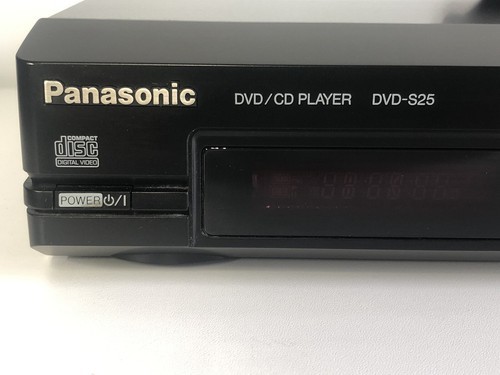 Panasonic DVD/CD PLAYER DVD-S25
COMPACT
disc
DIGITAL VIDEO
POWER ⏻/I